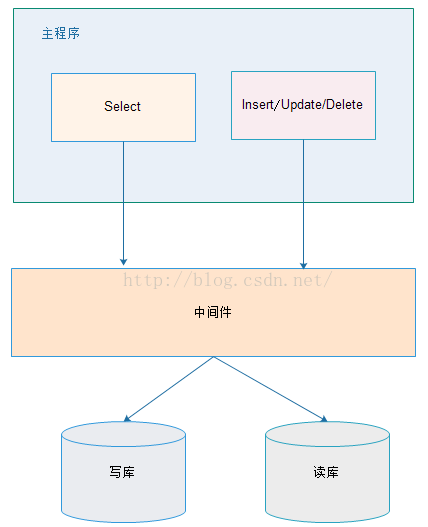 主程序
Select
Insert/Update/Delete
http://blog.csdn.net/
中间件
写库
读库